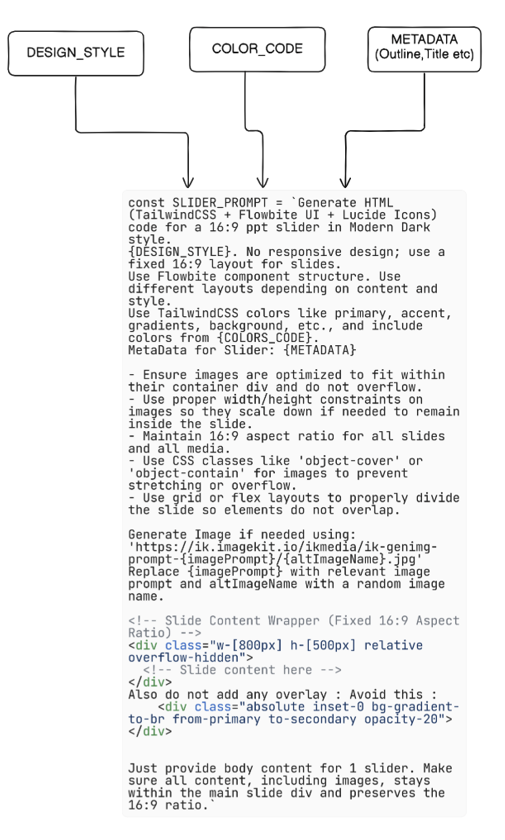 DESIGN_STYLE
COLOR_CODE
METADATA
(Outline,Title etc)
const SLIDER_PROMPT = `Generate HTML
(TailwindCSS + Flowbite UI + Lucide Icons)
code for a 16:9 ppt slider in Modern Dark
style.
{DESIGN_STYLE}. No responsive design; use a
fixed 16:9 layout for slides.
Use Flowbite component structure. Use
different layouts depending on content and
style.
Use TailwindCSS colors like primary, accent,
gradients, background, etc., and include
colors from {COLORS_CODE}.
MetaData for Slider: {METADATA}
- Ensure images are optimized to fit within
their container div and do not overflow.
- Use proper width/height constraints on
images so they scale down if needed to remain
inside the slide.
- Maintain 16:9 aspect ratio for all slides
and all media.
- Use CSS classes like 'object-cover' or
'object-contain' for images to prevent
stretching or overflow.
- Use grid or flex layouts to properly divide
the slide so elements do not overlap.
Generate Image if needed using:
'https://ik.imagekit.io/ikmedia/ik-genimg-
prompt-{imagePrompt}/{altImageName}.jpg'
Replace {imagePrompt} with relevant image
prompt and altImageName with a random image
name.
<!-- Slide Content Wrapper (Fixed 16:9 Aspect
Ratio) -->
<div class="w-[800px] h-[500px] relative
overflow-hidden">
<!-- Slide content here -->
</div>
Also do not add any overlay : Avoid this :
<div class="absolute inset-0 bg-gradient-
to-br from-primary to-secondary opacity-20">
</div>
Just provide body content for 1 slider. Make
sure all content, including images, stays
within the main slide div and preserves the
16:9 ratio.`